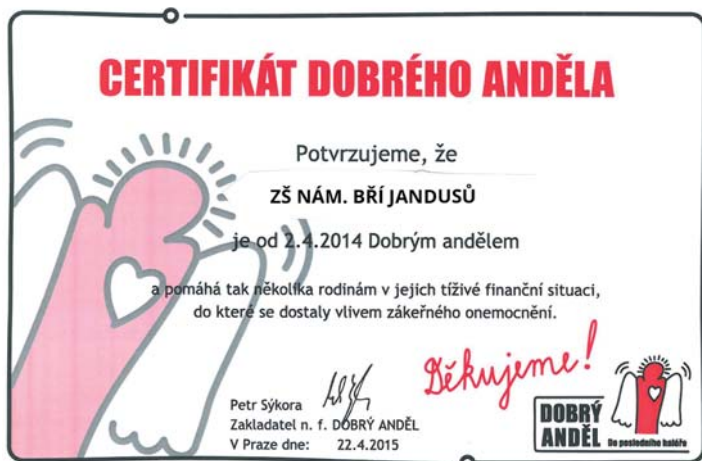 CERTIFIKÁT DOBRÉHO ANDĚLA
Potvrzujeme, že
ZŠ NÁM. BŘÍ JANDUSŮ
je od 2.4.2014 Dobrým andělem
a pomáhá tak několika rodinám v jejich tíživé finanční situaci,
do které se dostaly vlivem zákeřného onemocnění.
Děkujeme!
Petr Sýkora
Zakladatel n. f. DOBRÝ ANDĚL
V Praze dne: 22.4.2015
DOBRÝ
ANDĚL
Do posledního haléře